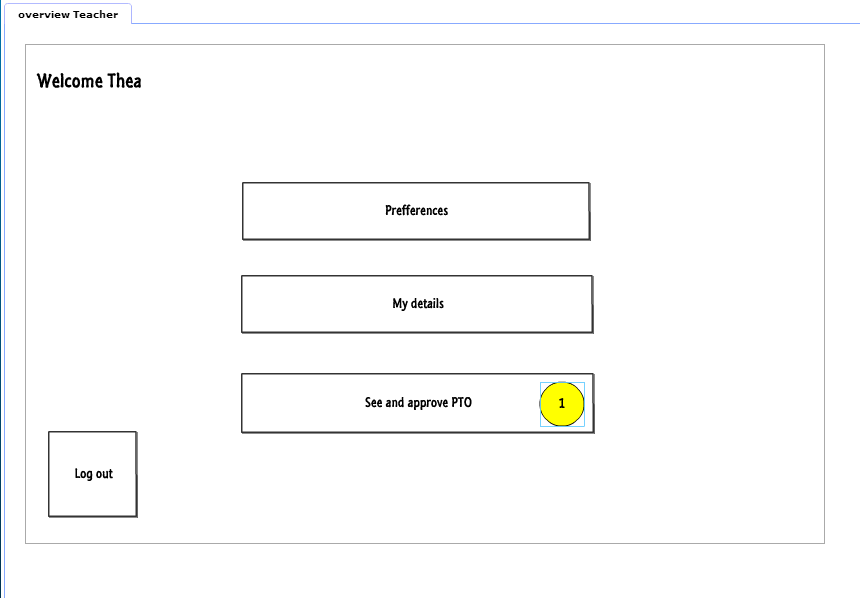 overview Teacher
Welcome Thea
Prefferences
My details
See and approve PTO
1
Log out